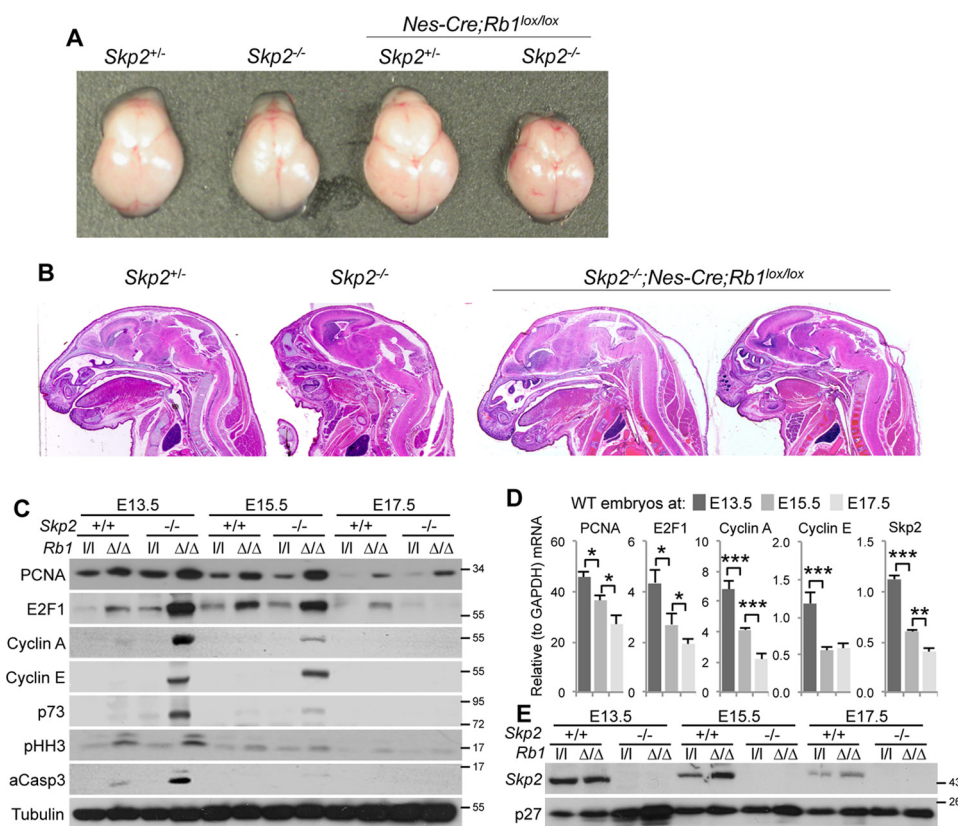 A
Nes-Cre;Rb1lox/lox
Skp2+/- Skp2-/- Skp2+/- Skp2-/-
B
Skp2+/- Skp2-/- Skp2-/-;Nes-Cre;Rb1lox/lox
C
E13.5 E15.5 E17.5
Skp2 +/+ -/- +/+ -/- +/+ -/-
Rb1 l/l Δ/Δ l/l Δ/Δ l/l Δ/Δ l/l Δ/Δ l/l Δ/Δ l/l Δ/Δ
PCNA 34
E2F1 55
Cyclin A 55
Cyclin E 55
p73 95
72
pHH3 17
aCasp3 17
Tubulin 55
D
WT embryos at: E13.5 E15.5 E17.5
PCNA E2F1 Cyclin A Cyclin E Skp2
Relative (to GAPDH) mRNA
60 40 20 0
* *
6 4 2 0
* *
10 8 6 4 2 0
*** ***
2.0 1.5 1.0 0.5 0.0
***
1.5 1.0 0.5 0.0
*** **
E
E13.5 E15.5 E17.5
Skp2 +/+ -/- +/+ -/- +/+ -/-
Rb1 l/l Δ/Δ l/l Δ/Δ l/l Δ/Δ l/l Δ/Δ l/l Δ/Δ l/l Δ/Δ
Skp2 43
p27 26